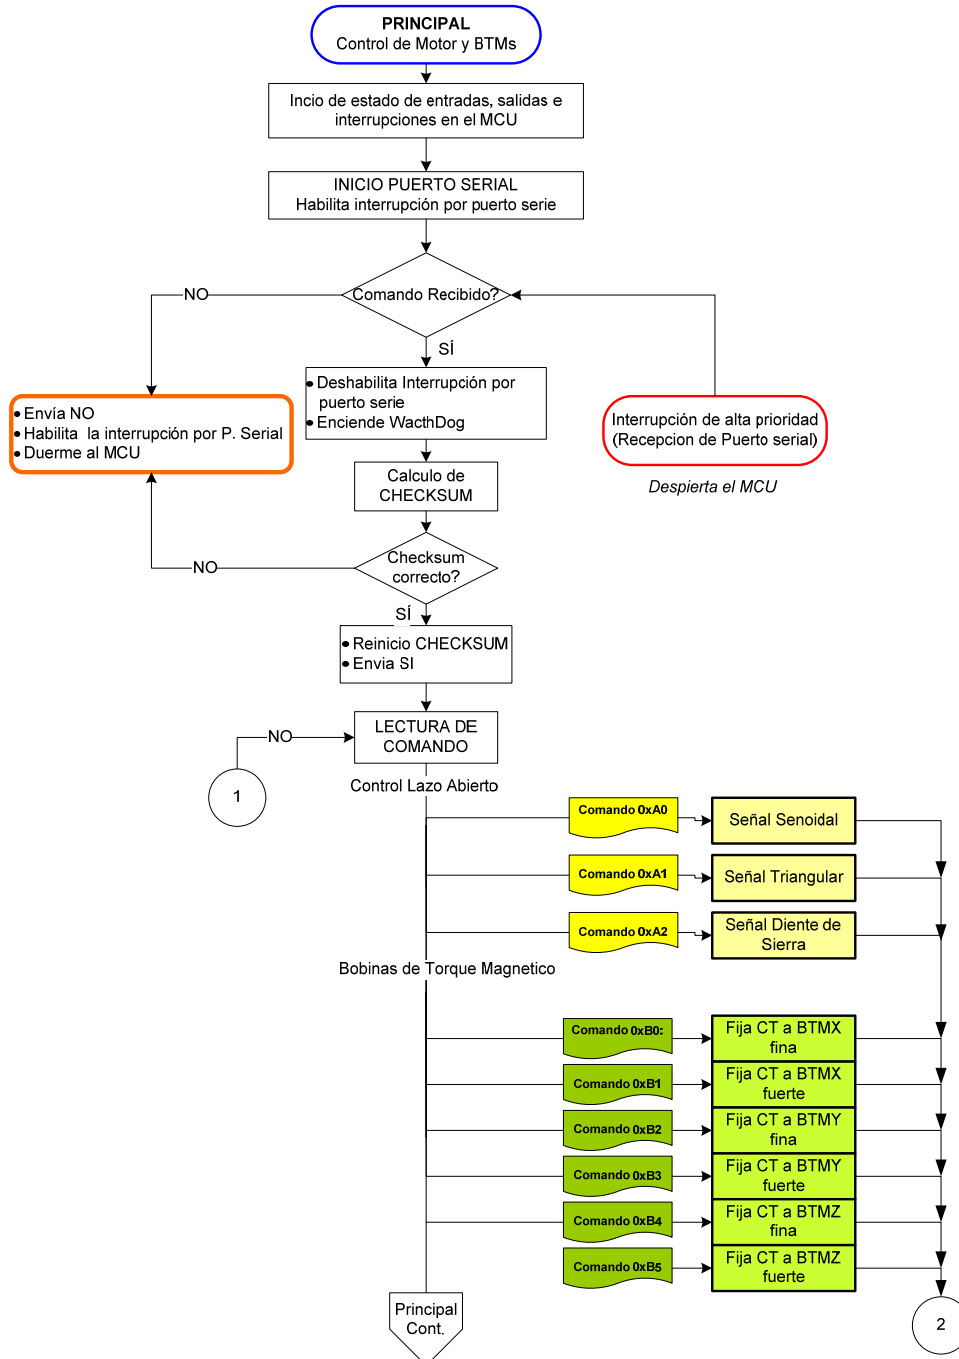 PRINCIPAL
Control de Motor y BTMs
Incio de estado de entradas, salidas e
interrupciones en el MCU
INICIO PUERTO SERIAL
Habilita interrupción por puerto serie
Comando Recibido?
NO
SÍ
• Deshabilita Interrupción por
puerto serie
• Enciende WacthDog
• Envía NO
• Habilita la interrupción por P. Serial
• Duerme al MCU
Interrupción de alta prioridad
(Recepcion de Puerto serial)
Despierta el MCU
Calculo de
CHECKSUM
Checksum
correcto?
NO
SÍ
• Reinicio CHECKSUM
• Envia SI
LECTURA DE
COMANDO
NO
1
Control Lazo Abierto
Comando 0xA0
Señal Senoidal
Comando 0xA1
Señal Triangular
Comando 0xA2
Señal Diente de
Sierra
Bobinas de Torque Magnetico
Comando 0xB0:
Fija CT a BTMX
fina
Comando 0xB1
Fija CT a BTMX
fuerte
Comando 0xB2
Fija CT a BTMY
fina
Comando 0xB3
Fija CT a BTMY
fuerte
Comando 0xB4
Fija CT a BTMZ
fina
Comando 0xB5
Fija CT a BTMZ
fuerte
Principal
Cont.
2